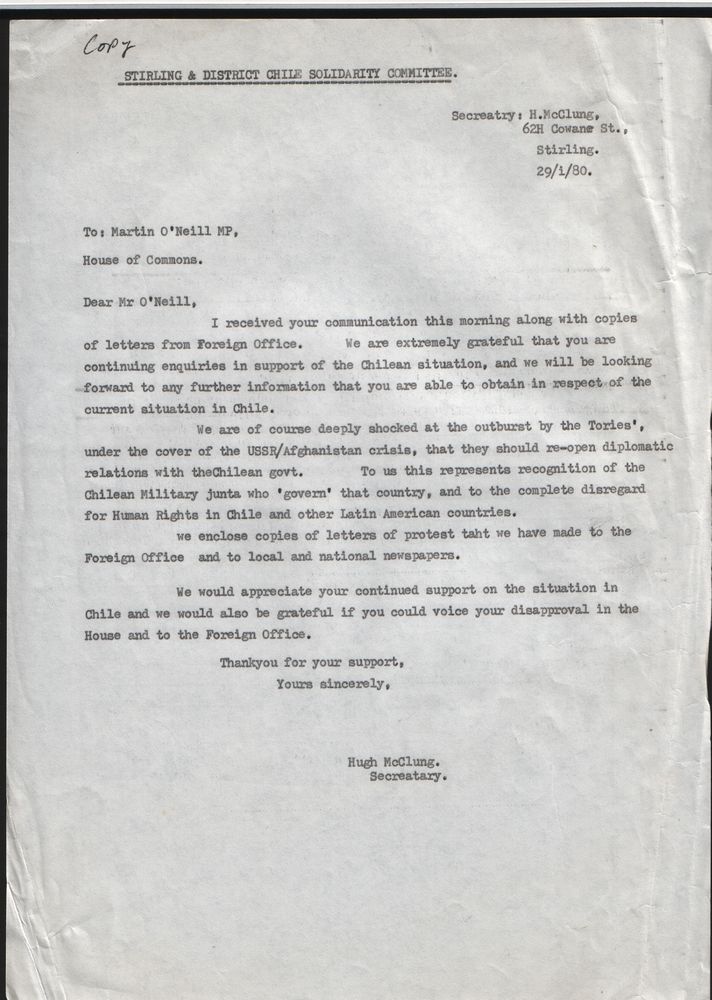 Copy
STIRLING & DISTRICT CHILE SOLIDARITY COMMITTEE.
Secreatry: H.McClung,
62H Cowane St.,
Stirling.
29/1/80.
To: Martin O'Neill MP,
House of Commons.
Dear Mr O'Neill,
I received your communication this morning along with copies
of letters from Foreign Office. We are extremely grateful that you are
continuing enquiries in support of the Chilean situation, and we will be looking
forward to any further information that you are able to obtain in respect of the
current situation in Chile.
We are of course deeply shocked at the outburst by the Tories',
under the cover of the USSR/Afghanistan crisis, that they should re-open diplomatic
relations with theChilean govt. To us this represents recognition of the
Chilean Military junta who 'govern' that country, and to the complete disregard
for Human Rights in Chile and other Latin American countries.
we enclose copies of letters of protest taht we have made to the
Foreign Office and to local and national newspapers.
We would appreciate your continued support on the situation in
Chile and we would also be grateful if you could voice your disapproval in the
House and to the Foreign Office.
Thankyou for your support,
Yours sincerely,
Hugh McClung.
Secreatary.